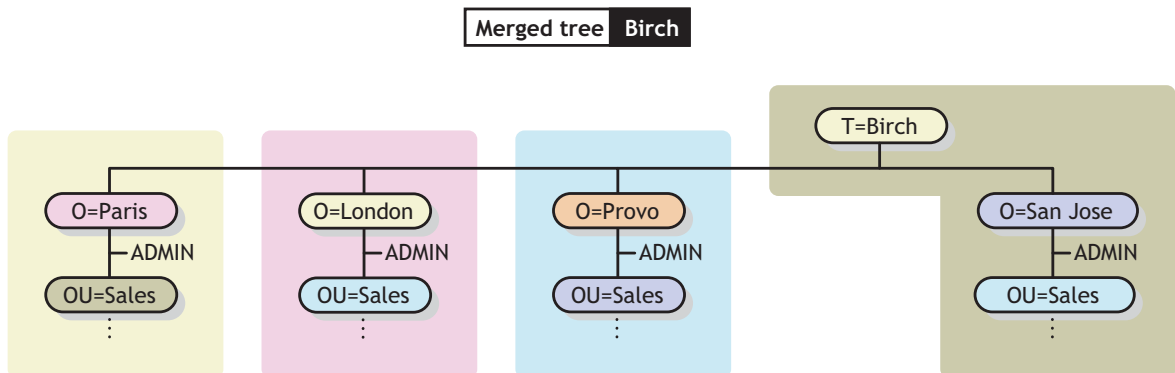 Merged tree Birch
T=Birch
O=Paris O=London O=Provo O=San Jose
ADMIN ADMIN ADMIN ADMIN
OU=Sales OU=Sales OU=Sales OU=Sales